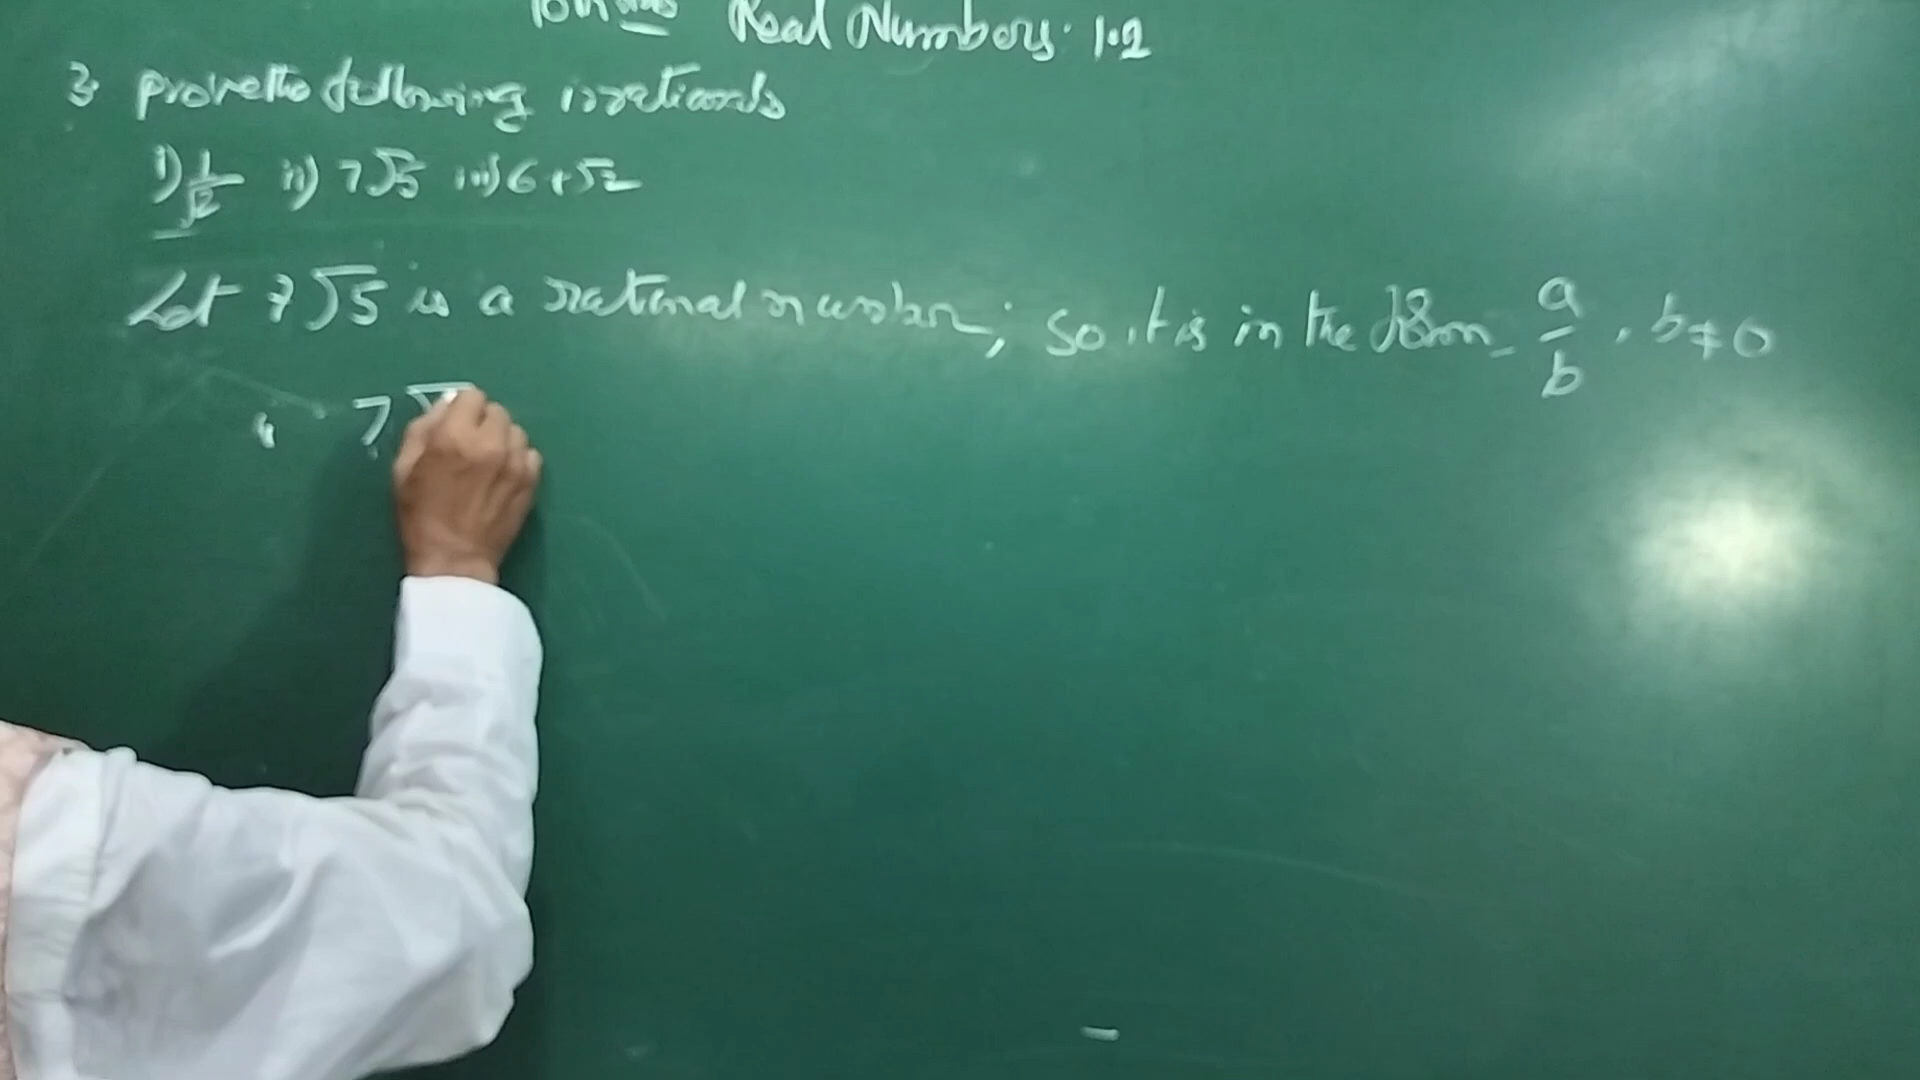 Real Numbers: 1.2
3 prove the following irrationals
i) 1/√2 ii) 7√5 iii) 6+√2
Let 7√5 is a rational number; So it is in the form a/b, b≠0
7√